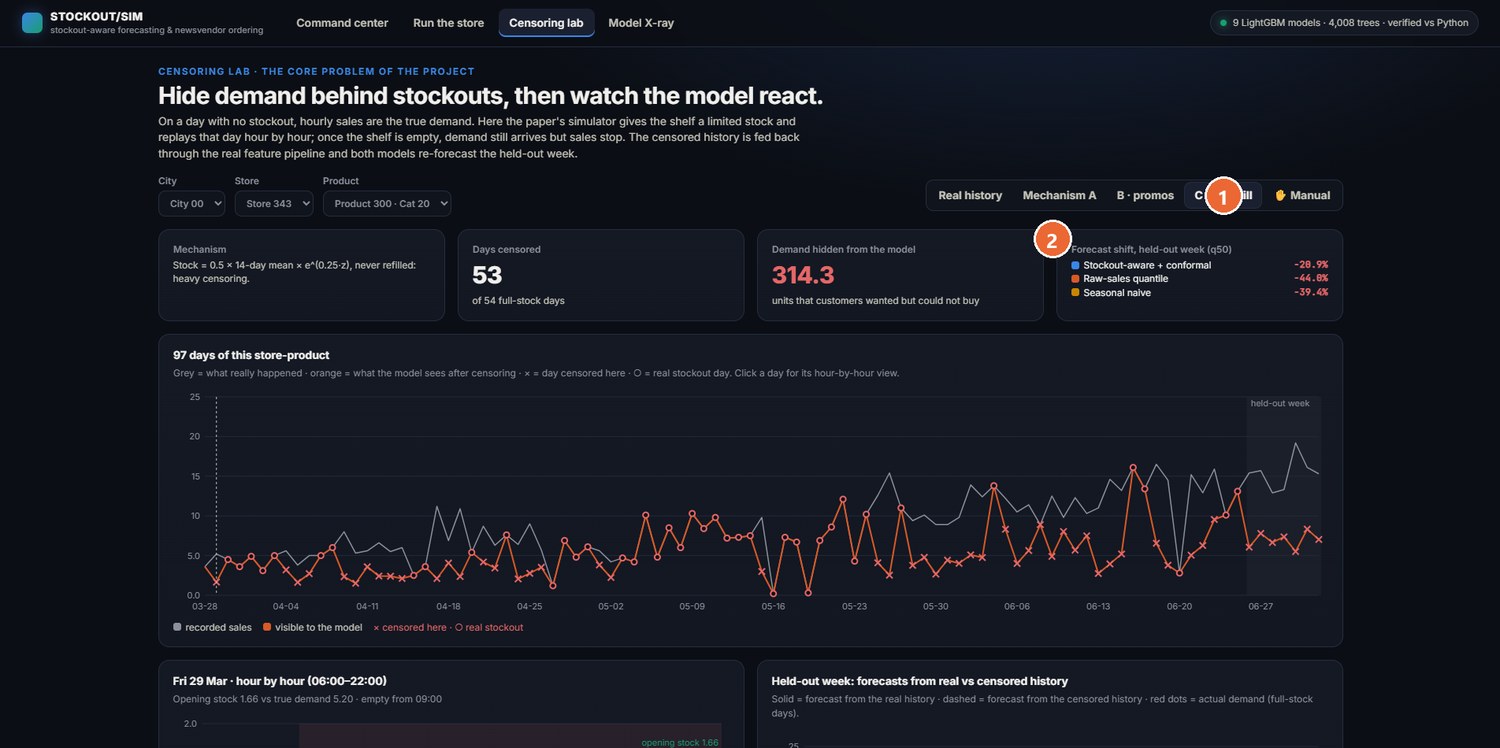 STOCKOUT/SIM
stockout-aware forecasting & newsvendor ordering
Command center
Run the store
Censoring lab
Model X-ray
9 LightGBM models · 4,008 trees · verified vs Python
CENSORING LAB · THE CORE PROBLEM OF THE PROJECT
Hide demand behind stockouts, then watch the model react.
On a day with no stockout, hourly sales are the true demand. Here the paper's simulator gives the shelf a limited stock and
replays that day hour by hour; once the shelf is empty, demand still arrives but sales stop. The censored history is fed back
through the real feature pipeline and both models re-forecast the held-out week.
City
Store
Product
City 00
Store 343
Product 300 · Cat 20
Real history
Mechanism A
B · promos
C
1
✋ Manual
2
Mechanism
Stock = 0.5 × 14-day mean × e^(0.25·z), never refilled:
heavy censoring.
Days censored
53
of 54 full-stock days
Demand hidden from the model
314.3
units that customers wanted but could not buy
Forecast shift, held-out week (q50)
Stockout-aware + conformal -20.9%
Raw-sales quantile -44.0%
Seasonal naive -39.4%
97 days of this store-product
Grey = what really happened · orange = what the model sees after censoring · × = day censored here · ○ = real stockout day. Click a day for its hour-by-hour view.
held-out week
25
20
15
10
5.0
0.0
03-28 04-04 04-11 04-18 04-25 05-02 05-09 05-16 05-23 05-30 06-06 06-13 06-20 06-27
recorded sales visible to the model × censored here · ○ real stockout
Fri 29 Mar · hour by hour (06:00–22:00)
Opening stock 1.66 vs true demand 5.20 · empty from 09:00
2.0
opening stock 1.66
Held-out week: forecasts from real vs censored history
Solid = forecast from the real history · dashed = forecast from the censored history · red dots = actual demand (full-stock
days).
25